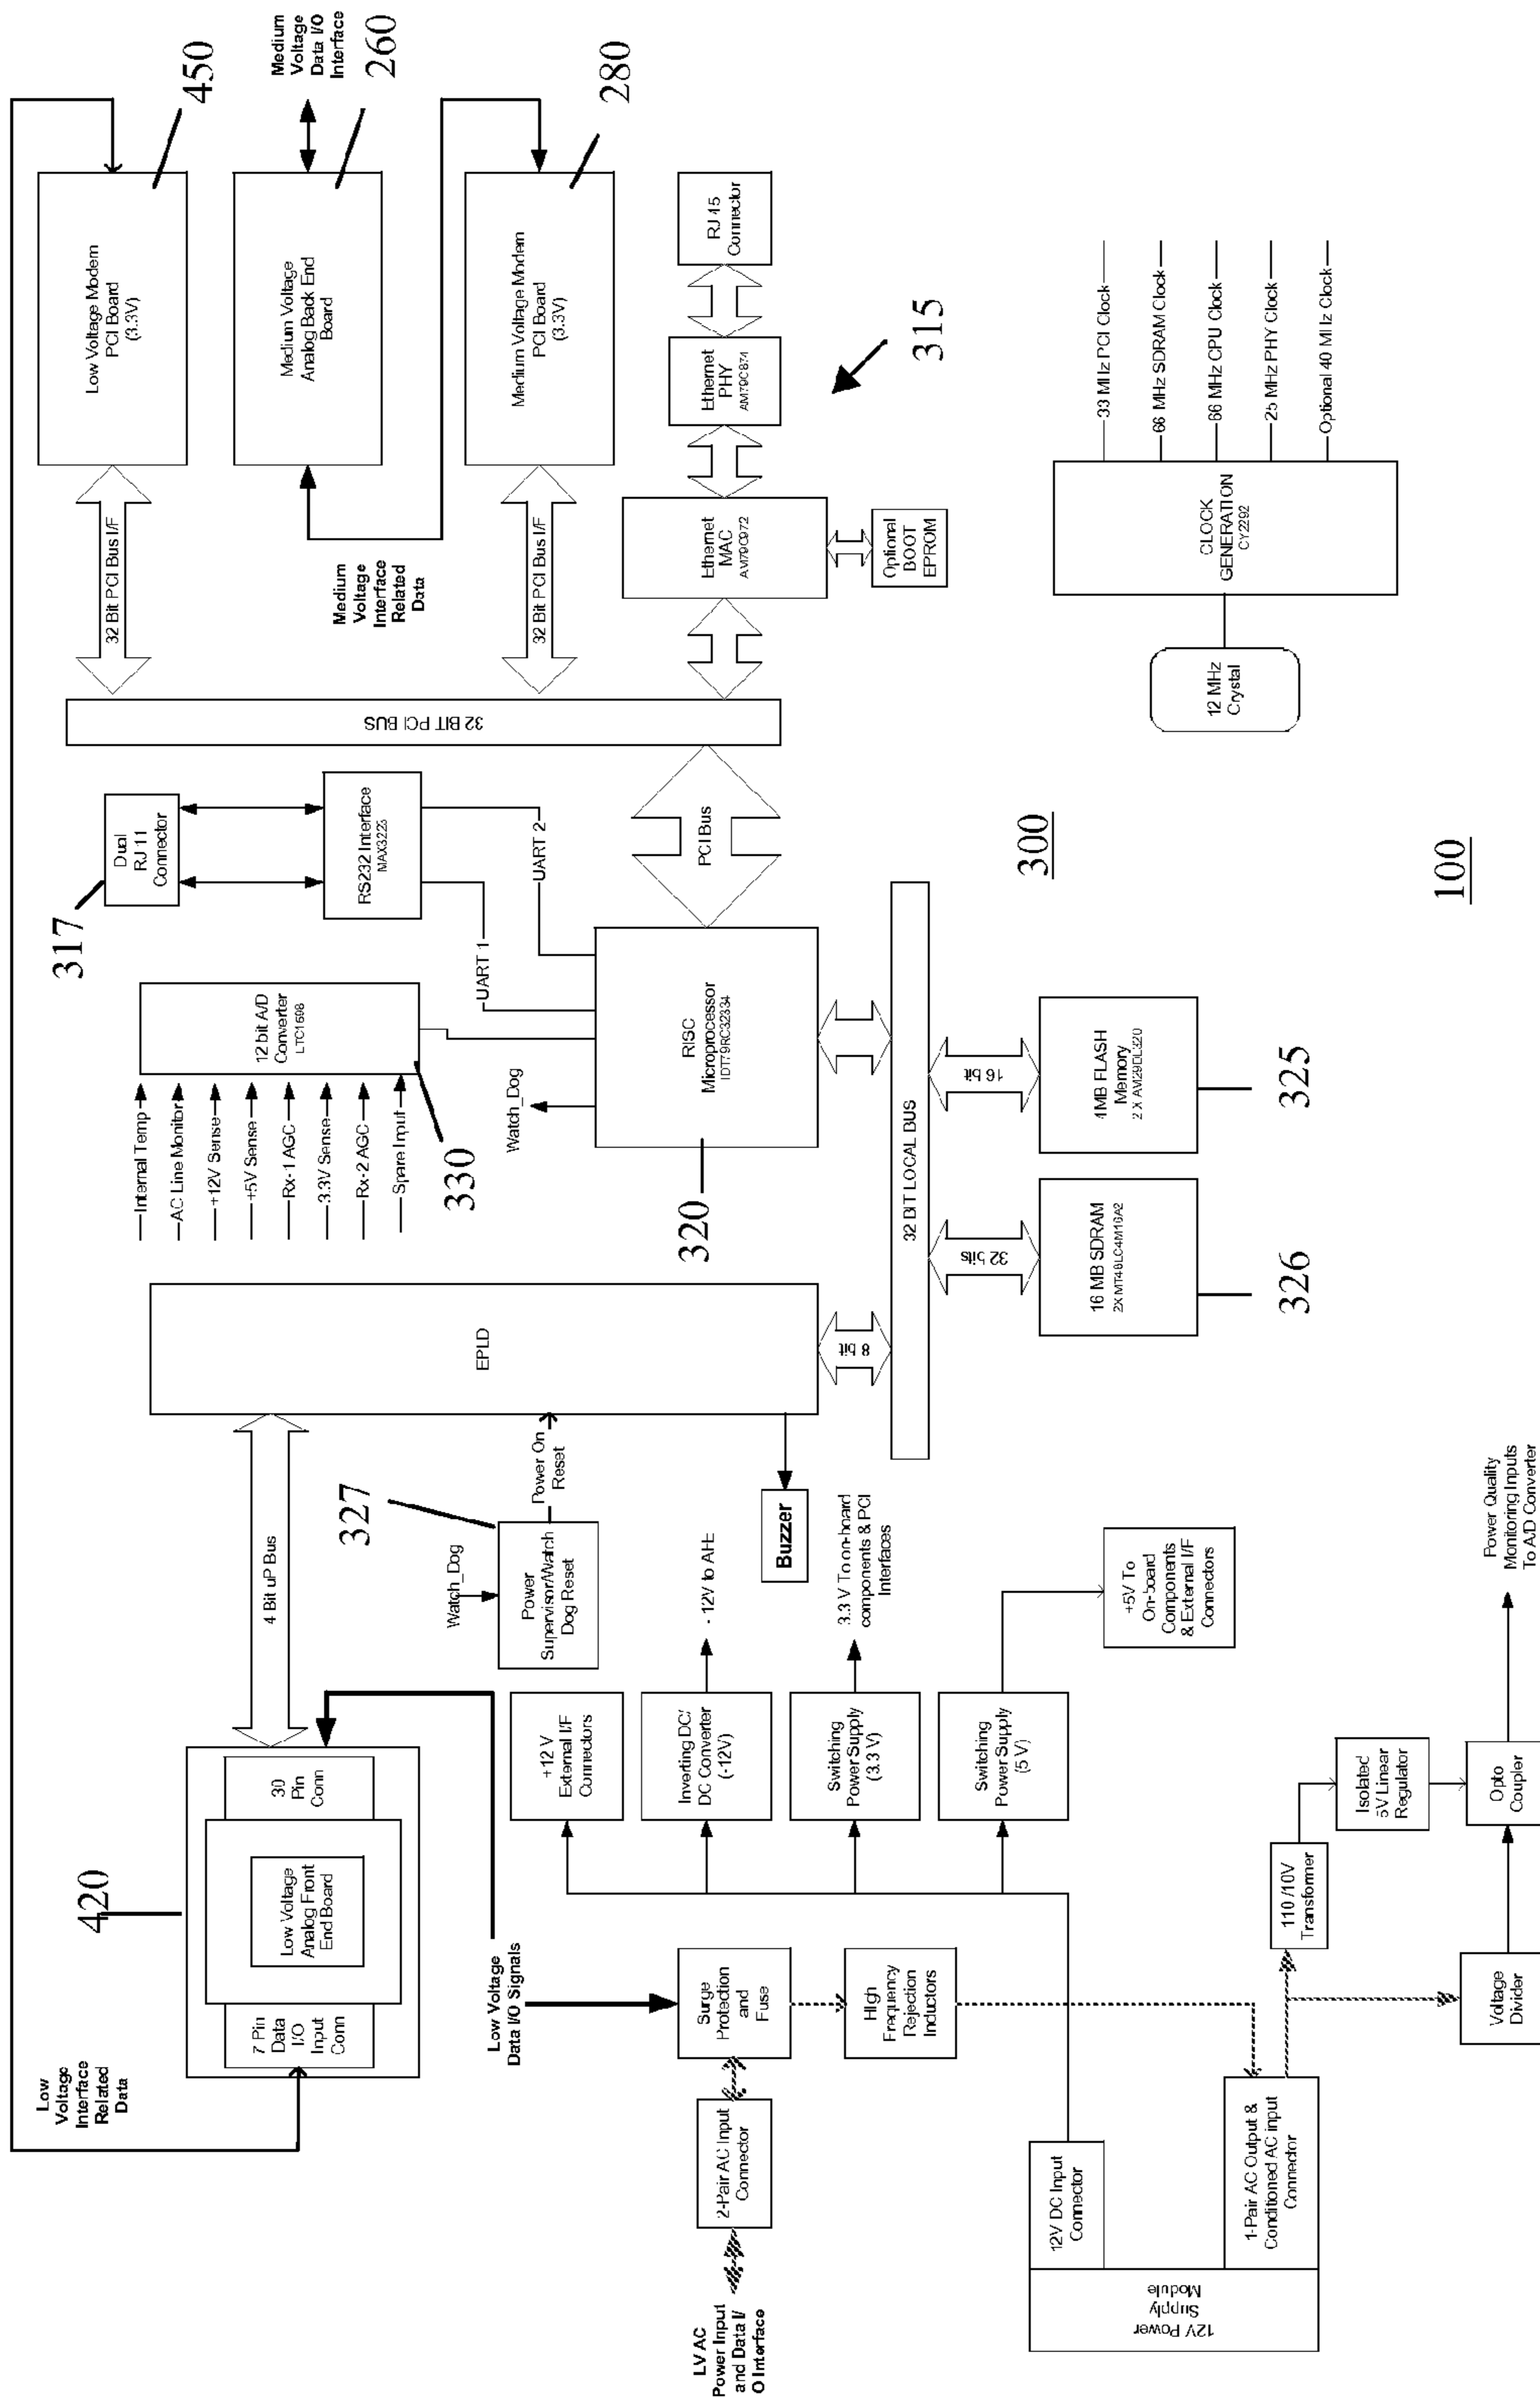 Low
Voltage
Interface
Related
Data
420
7 Pin
Data
I/O
Input
Conn
Low Voltage
Analog Front
End Board
30
Pin
Conn
4 Bit uP Bus
Low Voltage
Data I/O Signals
LV AC
Power Input
and Data I/
O Interface
2-Pair AC Input
Connector
Surge
Protection
and
Fuse
High
Frequency
Rejection
Inductors
12V Power
Supply
Module
12V DC Input
Connector
1-Pair AC Output &
Conditioned AC input
Connector
+12 V
External I/F
Connectors
Inverting DC/
DC Converter
(-12V)
- 12V to AFE
Switching
Power Supply
(3.3 V)
3.3 V To on-board
components & PCI
Interfaces
Switching
Power Supply
(5 V)
+5V To
On-board
Components
& External I/F
Connectors
110 /10V
Transformer
Isolated
5V Linear
Regulator
Voltage
Divider
Opto
Coupler
Power Quality
Monitoring Inputs
To A/D Converter
327
Watch_Dog
Power
Supervisor/Watch
Dog Reset
Power On
Reset
Buzzer
EPLD
8 bit
32 BIT LOCAL BUS
32 bits
16 bit
16 MB SDRAM
2X MT48LC4M16A2
326
4MB FLASH
Memory
2 X AM29DL320
325
Internal Temp
AC Line Monitor
+12V Sense
+5V Sense
Rx-1 AGC
3.3V Sense
Rx-2 AGC
Spare Input
330
12 bit A/D
Converter
Watch_Dog
320
RISC
Microprocessor
IDT79RC32334
UART 1
UART 2
317
Dual
RJ11
Connector
RS232 Interface
PCI Bus
32 BIT PCI BUS
32 Bit PCI Bus I/F
Low Voltage Modem
PCI Board
(3.3V)
450
Medium Voltage
Analog Back End
Board
260
Medium
Voltage
Data I/O
Interface
Medium
Voltage
Interface
Related
Data
32 Bit PCI Bus I/F
Medium Voltage Modem
PCI Board
(3.3V)
280
Ethernet
MAC
AM79C972
Optional
BOOT
EPROM
Ethernet
PHY
AM79C874
RJ45
Connector
315
12 MHz
Crystal
CLOCK
GENERATION
CY2292
33 MHz PCI Clock
66 MHz SDRAM Clock
66 MHz CPU Clock
25 MHz PHY Clock
Optional 40 MHz Clock
300
100